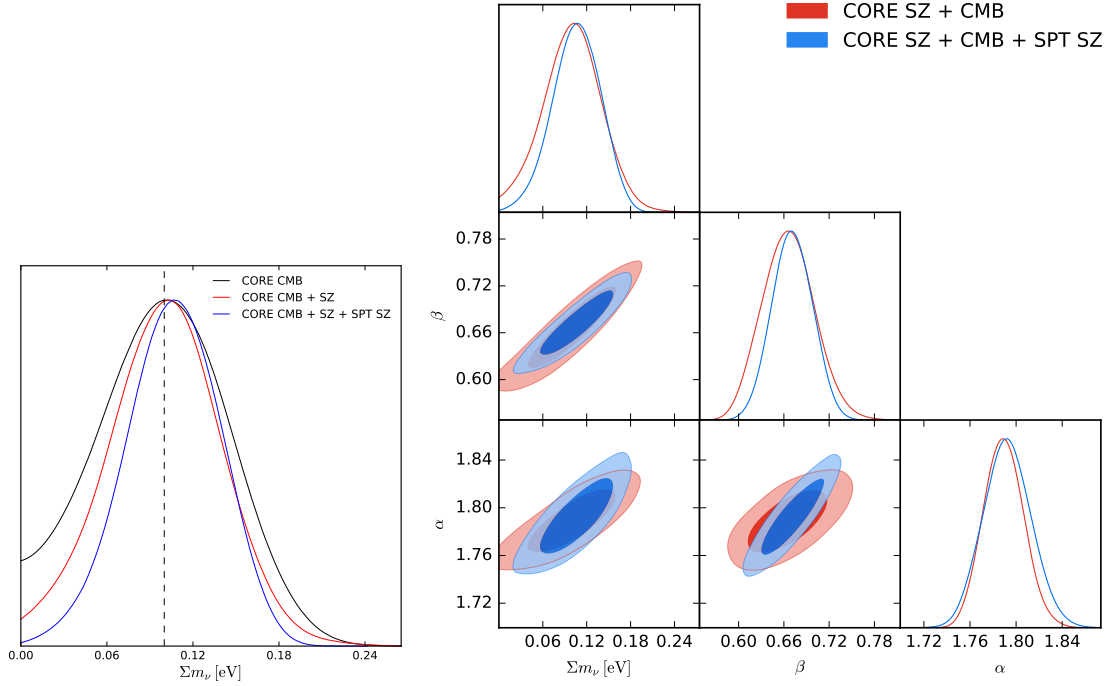 CORE SZ + CMB
CORE SZ + CMB + SPT SZ
0.78
0.72
β
0.66
0.60
CORE CMB
CORE CMB + SZ
CORE CMB + SZ + SPT SZ
1.84
1.80
α
1.76
1.72
0.00 0.06 0.12 0.18 0.24
Σmν [eV]
0.06 0.12 0.18 0.24
0.60 0.66 0.72 0.78
1.72 1.76 1.80 1.84
Σmν [eV]
β
α